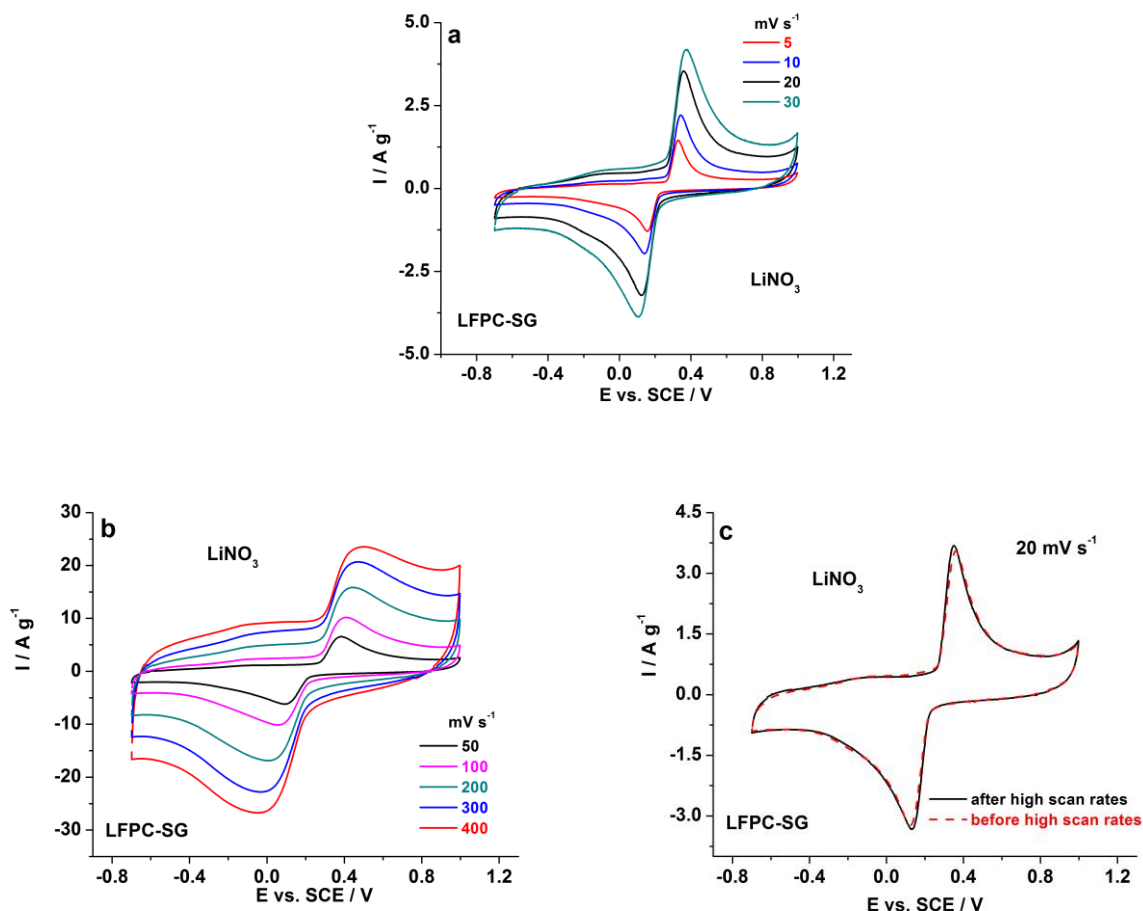 a
mV s⁻¹
5
10
20
30
5.0
2.5
0.0
-2.5
-5.0
I / A g⁻¹
LiNO₃
LFPC-SG
-0.8 -0.4 0.0 0.4 0.8 1.2
E vs. SCE / V
b
LiNO₃
30
20
10
0
-10
-20
-30
I / A g⁻¹
mV s⁻¹
50
100
200
300
400
LFPC-SG
-0.8 -0.4 0.0 0.4 0.8 1.2
E vs. SCE / V
c
20 mV s⁻¹
LiNO₃
4.5
3.0
1.5
0.0
-1.5
-3.0
I / A g⁻¹
after high scan rates
before high scan rates
LFPC-SG
-0.8 -0.4 0.0 0.4 0.8 1.2
E vs. SCE / V